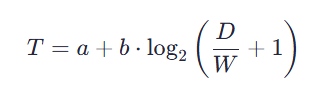 T = a + b · log₂ (D/W + 1)